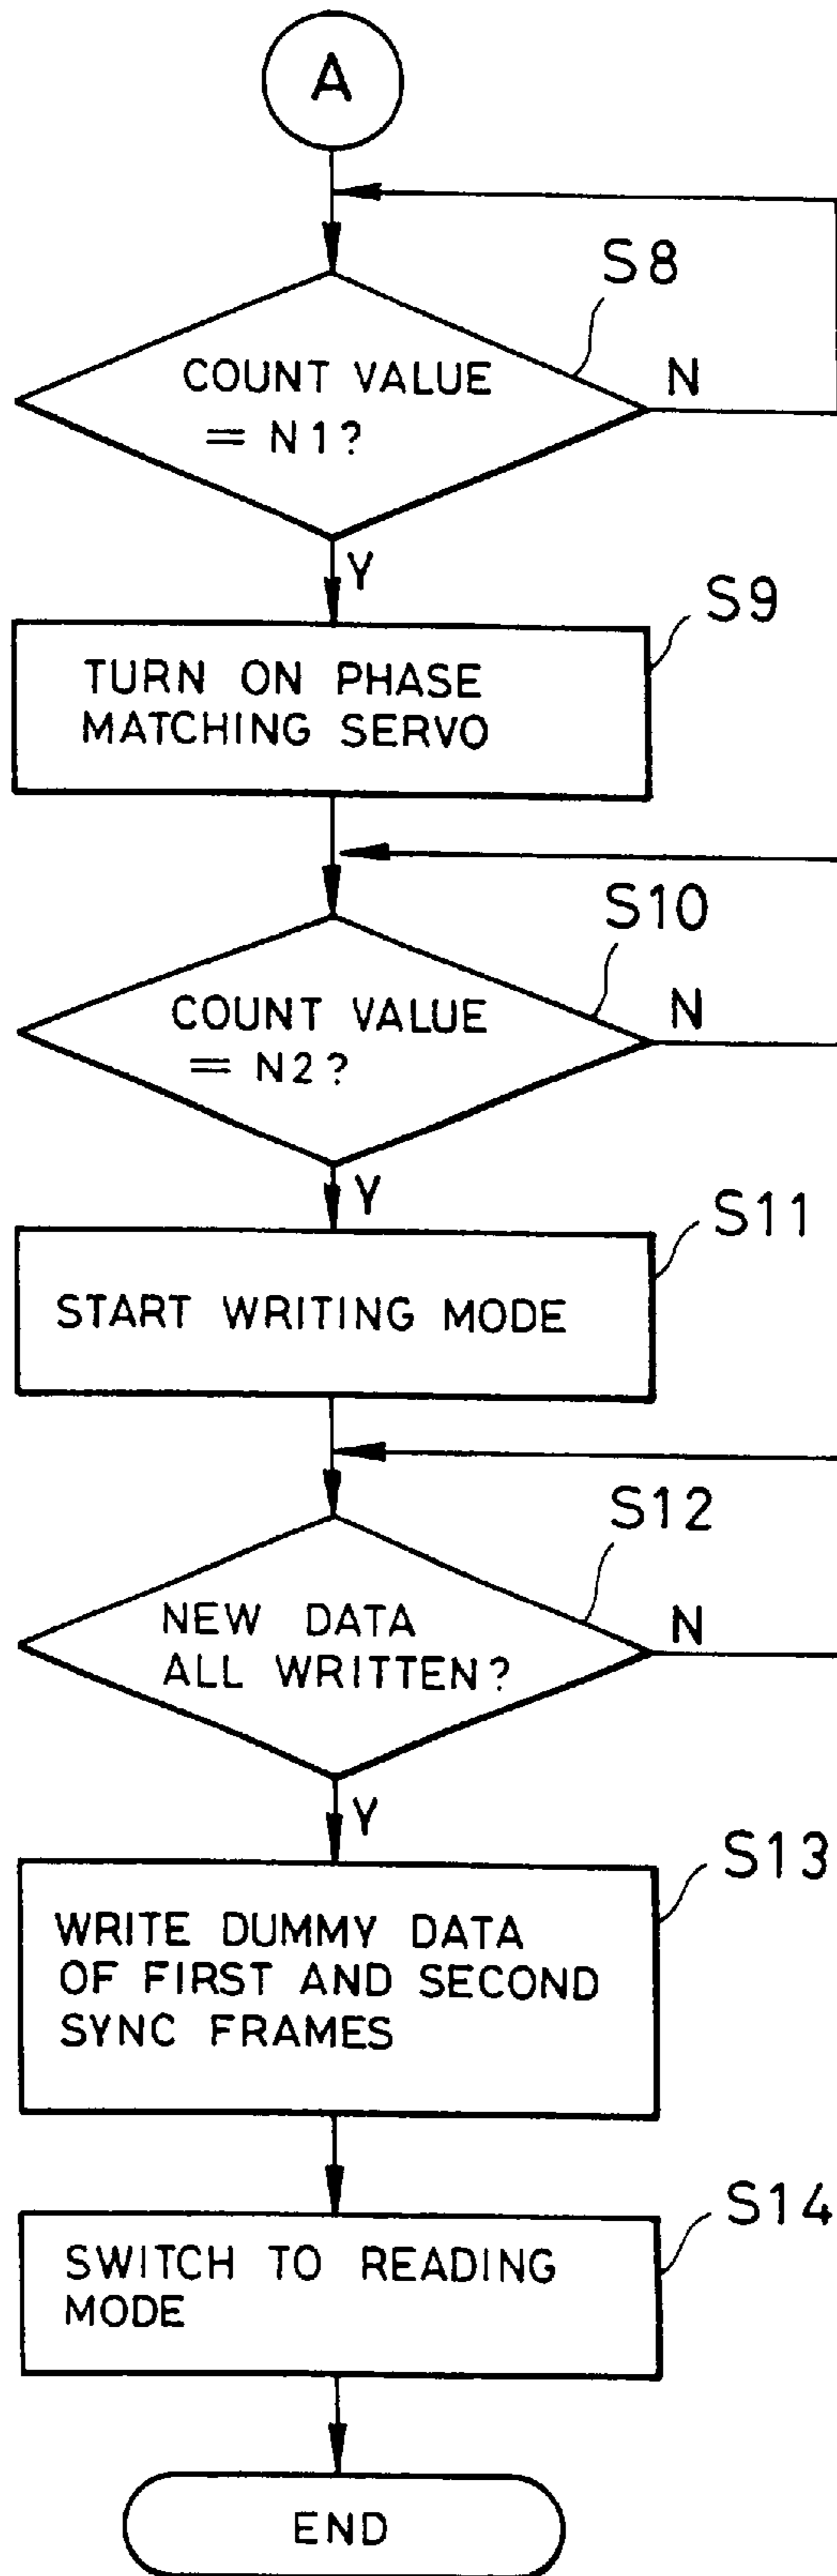 A
S8
COUNT VALUE
= N1?
N
Y
S9
TURN ON PHASE
MATCHING SERVO
S10
COUNT VALUE
= N2?
N
Y
S11
START WRITING MODE
S12
NEW DATA
ALL WRITTEN?
N
Y
S13
WRITE DUMMY DATA
OF FIRST AND SECOND
SYNC FRAMES
S14
SWITCH TO READING
MODE
END